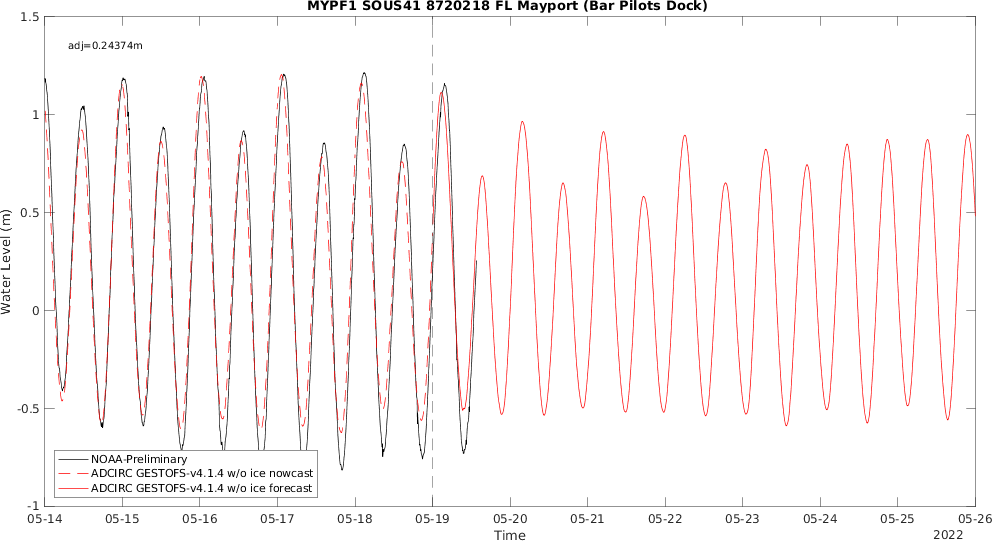 MYPF1 SOUS41 8720218 FL Mayport (Bar Pilots Dock)
1.5
adj=0.24374m
1
0.5
Water Level (m)
0
-0.5
NOAA-Preliminary
ADCIRC GESTOFS-v4.1.4 w/o ice nowcast
ADCIRC GESTOFS-v4.1.4 w/o ice forecast
-1
05-14 05-15 05-16 05-17 05-18 05-19 05-20 05-21 05-22 05-23 05-24 05-25 05-26
Time
2022